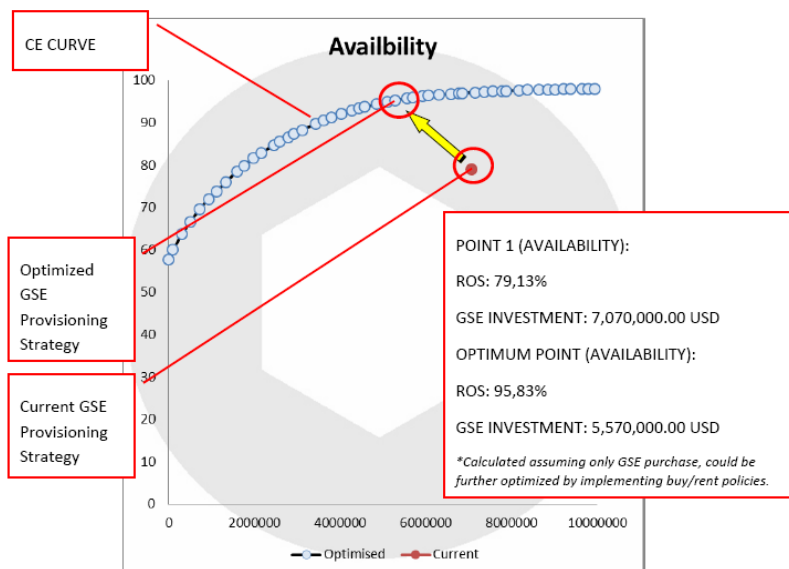 CE CURVE
Availbility
100
90
80
70
60
50
40
30
20
10
0
0
2000000
4000000
6000000
8000000
10000000
Optimised
Current
Optimized
GSE
Provisioning
Strategy
Current GSE
Provisioning
Strategy
POINT 1 (AVAILABILITY):
ROS: 79,13%
GSE INVESTMENT: 7,070,000.00 USD
OPTIMUM POINT (AVAILABILITY):
ROS: 95,83%
GSE INVESTMENT: 5,570,000.00 USD
*Calculated assuming only GSE purchase, could be
further optimized by implementing buy/rent policies.